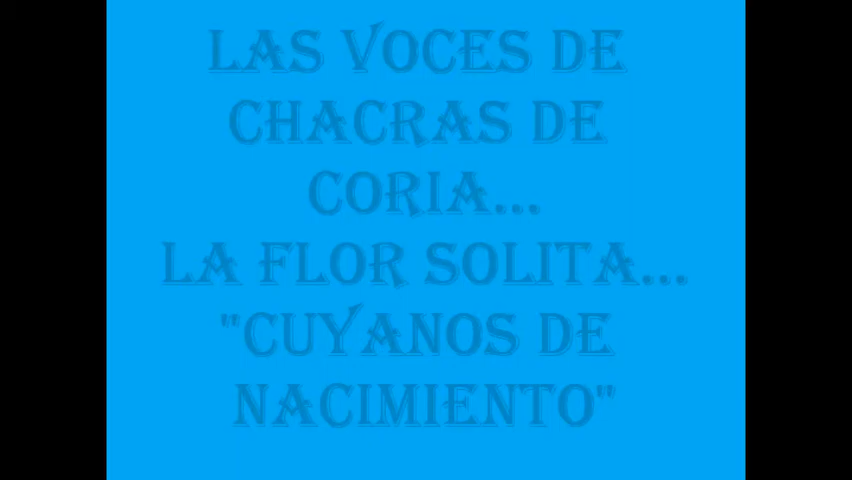 LAS VOCES DE
CHACRAS DE
CORIA...
LA FLOR SOLITA...
"CUYANOS DE
NACIMIENTO"